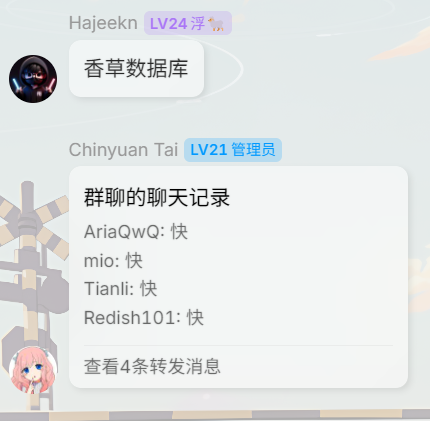 Hajeekn LV24 浮🐎
香草数据库
Chinyuan Tai LV21 管理员
群聊的聊天记录
AriaQwQ: 快
mio: 快
Tianli: 快
Redish101: 快
查看4条转发消息